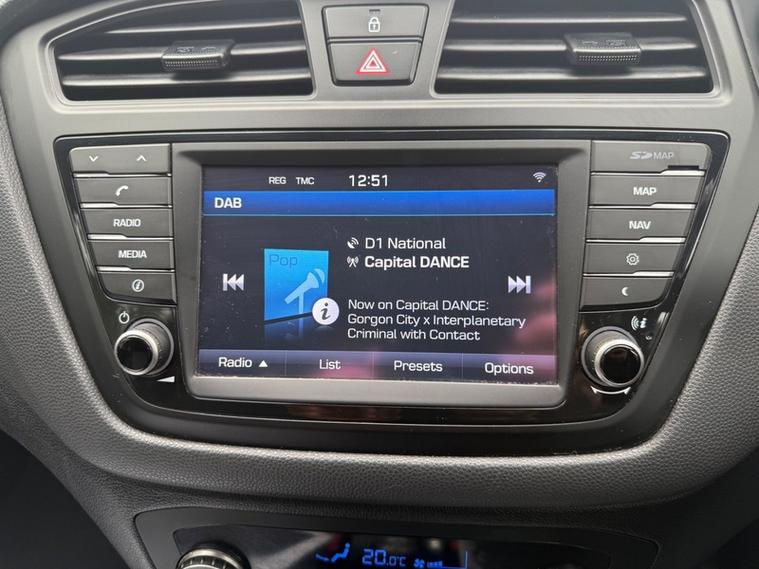 SD MAP
MAP
RADIO
NAV
MEDIA
REG TMC 12:51
DAB
D1 National
Capital DANCE
Pop
Now on Capital DANCE:
Gorgon City x Interplanetary
Criminal with Contact
Radio ▲ List Presets Options
20.0°C